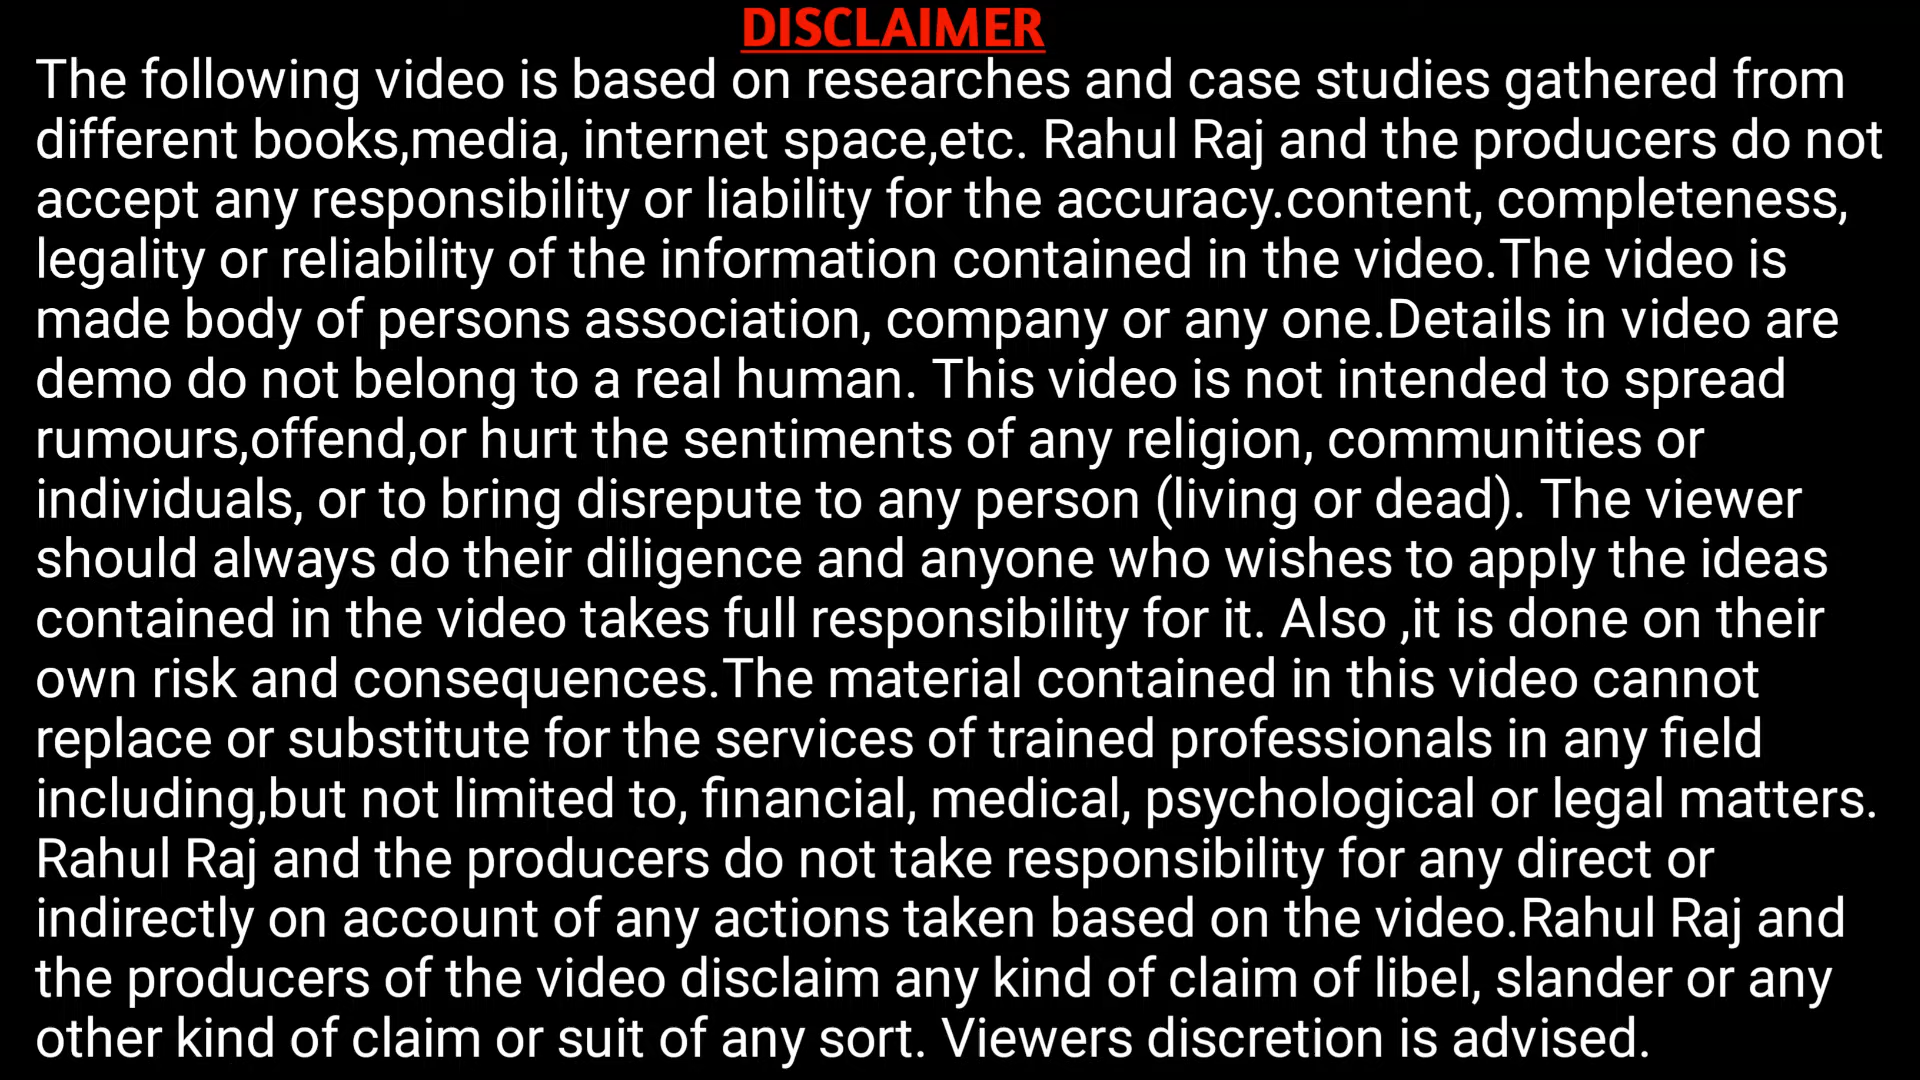 DISCLAIMER
The following video is based on researches and case studies gathered from
different books,media, internet space,etc. Rahul Raj and the producers do not
accept any responsibility or liability for the accuracy.content, completeness,
legality or reliability of the information contained in the video.The video is
made body of persons association, company or any one.Details in video are
demo do not belong to a real human. This video is not intended to spread
rumours,offend,or hurt the sentiments of any religion, communities or
individuals, or to bring disrepute to any person (living or dead). The viewer
should always do their diligence and anyone who wishes to apply the ideas
contained in the video takes full responsibility for it. Also ,it is done on their
own risk and consequences.The material contained in this video cannot
replace or substitute for the services of trained professionals in any field
including,but not limited to, financial, medical, psychological or legal matters.
Rahul Raj and the producers do not take responsibility for any direct or
indirectly on account of any actions taken based on the video.Rahul Raj and
the producers of the video disclaim any kind of claim of libel, slander or any
other kind of claim or suit of any sort. Viewers discretion is advised.